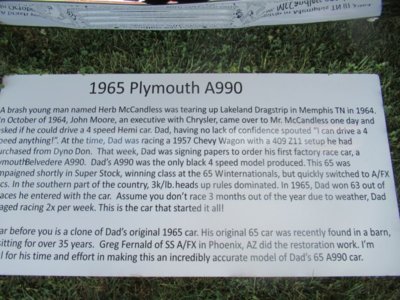 1965 Plymouth A990
A brash young man named Herb McCandless was tearing up Lakeland Dragstrip in Memphis TN in 1964.
In October of 1964, John Moore, an executive with Chrysler, came over to Mr. McCandless one day and
asked if he could drive a 4 speed Hemi car. Dad, having no lack of confidence spouted "I can drive a 4
speed anything!". At the time, Dad was racing a 1957 Chevy Wagon with a 409 Z11 setup he had
urchased from Dyno Don. That week, Dad was signing papers to order his first factory race car, a
ymouthBelvedere A990. Dad's A990 was the only black 4 speed model produced. This 65 was
mpaigned shortly in Super Stock, winning class at the 65 Winternationals, but quickly switched to A/FX
cs. In the southern part of the country, 3k/lb.heads up rules dominated. In 1965, Dad won 63 out of
aces he entered with the car. Assume you don't race 3 months out of the year due to weather, Dad
aged racing 2x per week. This is the car that started it all!
ar before you is a clone of Dad's original 1965 car. His original 65 car was recently found in a barn,
sitting for over 35 years. Greg Fernald of SS A/FX in Phoenix, AZ did the restoration work. I'm
l for his time and effort in making this an incredibly accurate model of Dad's 65 A990 car.